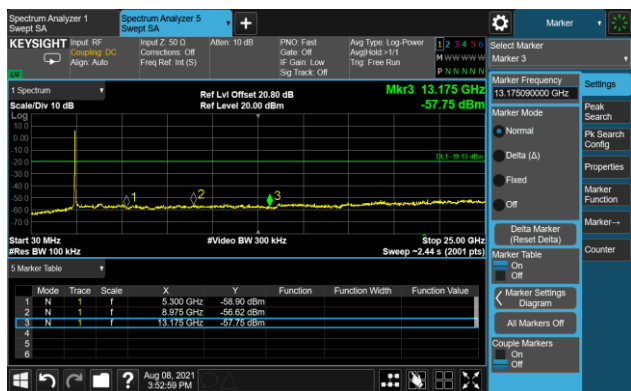 Spectrum Analyzer 1
Swept SA
Spectrum Analyzer 5
Swept SA
+
Marker
KEYSIGHT
Input: RF
Coupling: DC
Align: Auto
Input Z: 50 Ω
Corrections: Off
Freq Ref: Int (S)
Atten: 10 dB
PNO: Fast
Gate: Off
IF Gain: Low
Sig Track: Off
Avg Type: Log-Power
Avg|Hold:>1/1
Trig: Free Run
1 2 3 4 5 6
M W W W W W
P N N N N N
Select Marker
Marker 3
1 Spectrum
Scale/Div 10 dB
Log
Ref Lvl Offset 20.80 dB
Ref Level 20.00 dBm
Mkr3 13.175 GHz
-57.75 dBm
10.0
0.00
-10.0
-20.0
-30.0
-40.0
-50.0
-60.0
-70.0
1
2
3
Start 30 MHz
#Res BW 100 kHz
#Video BW 300 kHz
Stop 25.00 GHz
Sweep ~2.44 s (2001 pts)
5 Marker Table
Mode Trace Scale X Y Function Function Width Function Value
1 N 1 f 5.300 GHz -58.90 dBm
2 N 1 f 8.975 GHz -56.62 dBm
3 N 1 f 13.175 GHz -57.75 dBm
4
5
6
Marker Frequency
13.175090000 GHz
Marker Mode
Normal
Delta (Δ)
Fixed
Off
Delta Marker
(Reset Delta)
Marker Table
On
Off
Marker Settings
Diagram
All Markers Off
Couple Markers
On
Off
Settings
Peak
Search
Pk Search
Config
Properties
Marker
Function
Marker→
Counter
?
Aug 08, 2021
3:52:59 PM